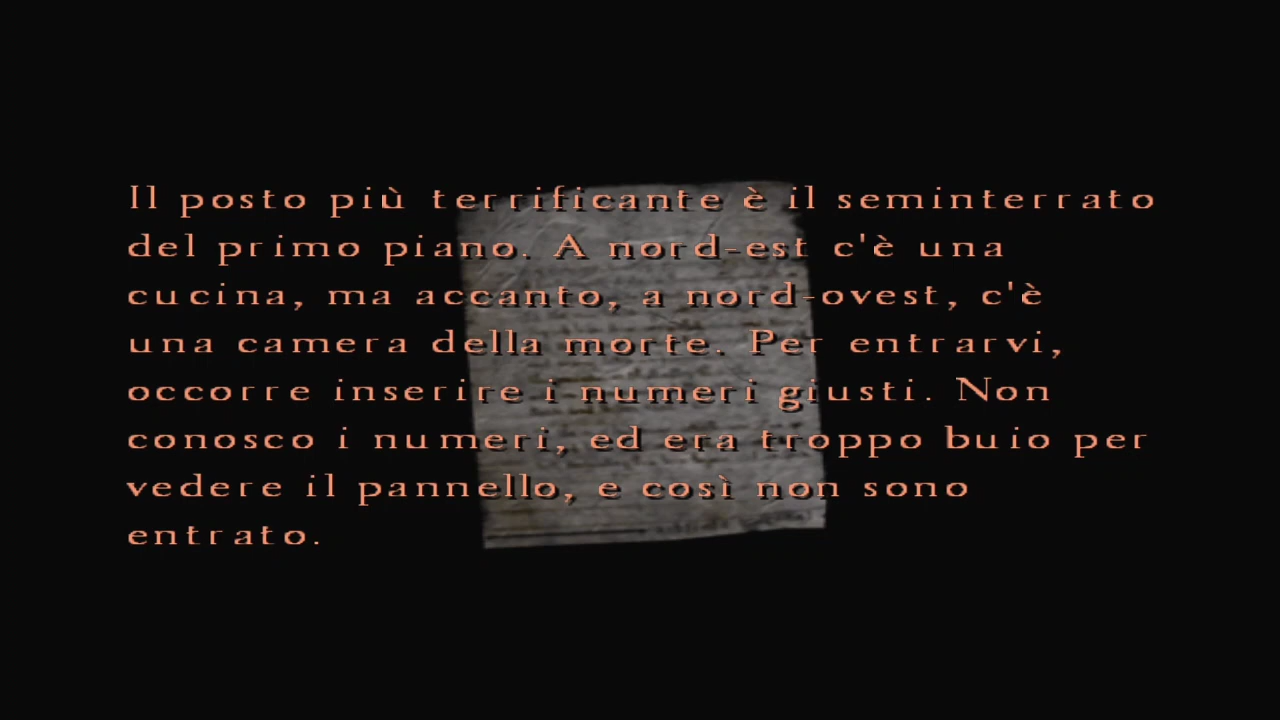 Il posto più terrificante è il seminterrato
del primo piano. A nord-est c'è una
cucina, ma accanto, a nord-ovest, c'è
una camera della morte. Per entrarvi,
occorre inserire i numeri giusti. Non
conosco i numeri, ed era troppo buio per
vedere il pannello, e così non sono
entrato.